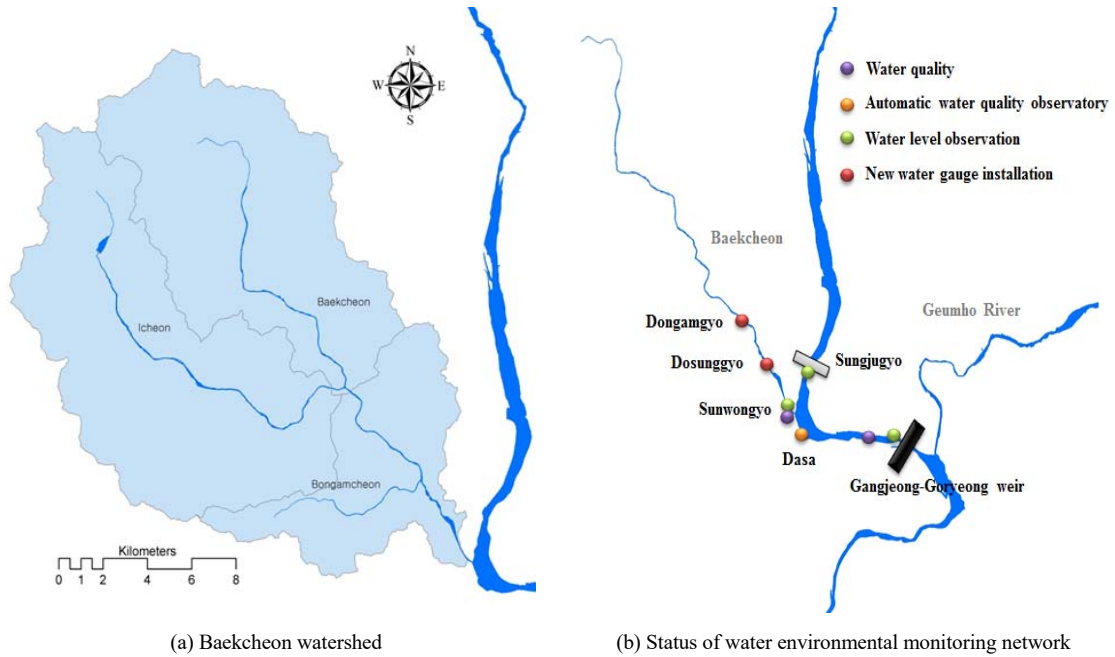 N
W
E
S
Baekcheon
Icheon
Bongamcheon
Kilometers
0 1 2 4 6 8
(a) Baekcheon watershed
Water quality
Automatic water quality observatory
Water level observation
New water gauge installation
Baekcheon
Geumho River
Dongamgyo
Sungjugyo
Dosunggyo
Sunwongyo
Dasa
Gangjeong-Goryeong weir
(b) Status of water environmental monitoring network